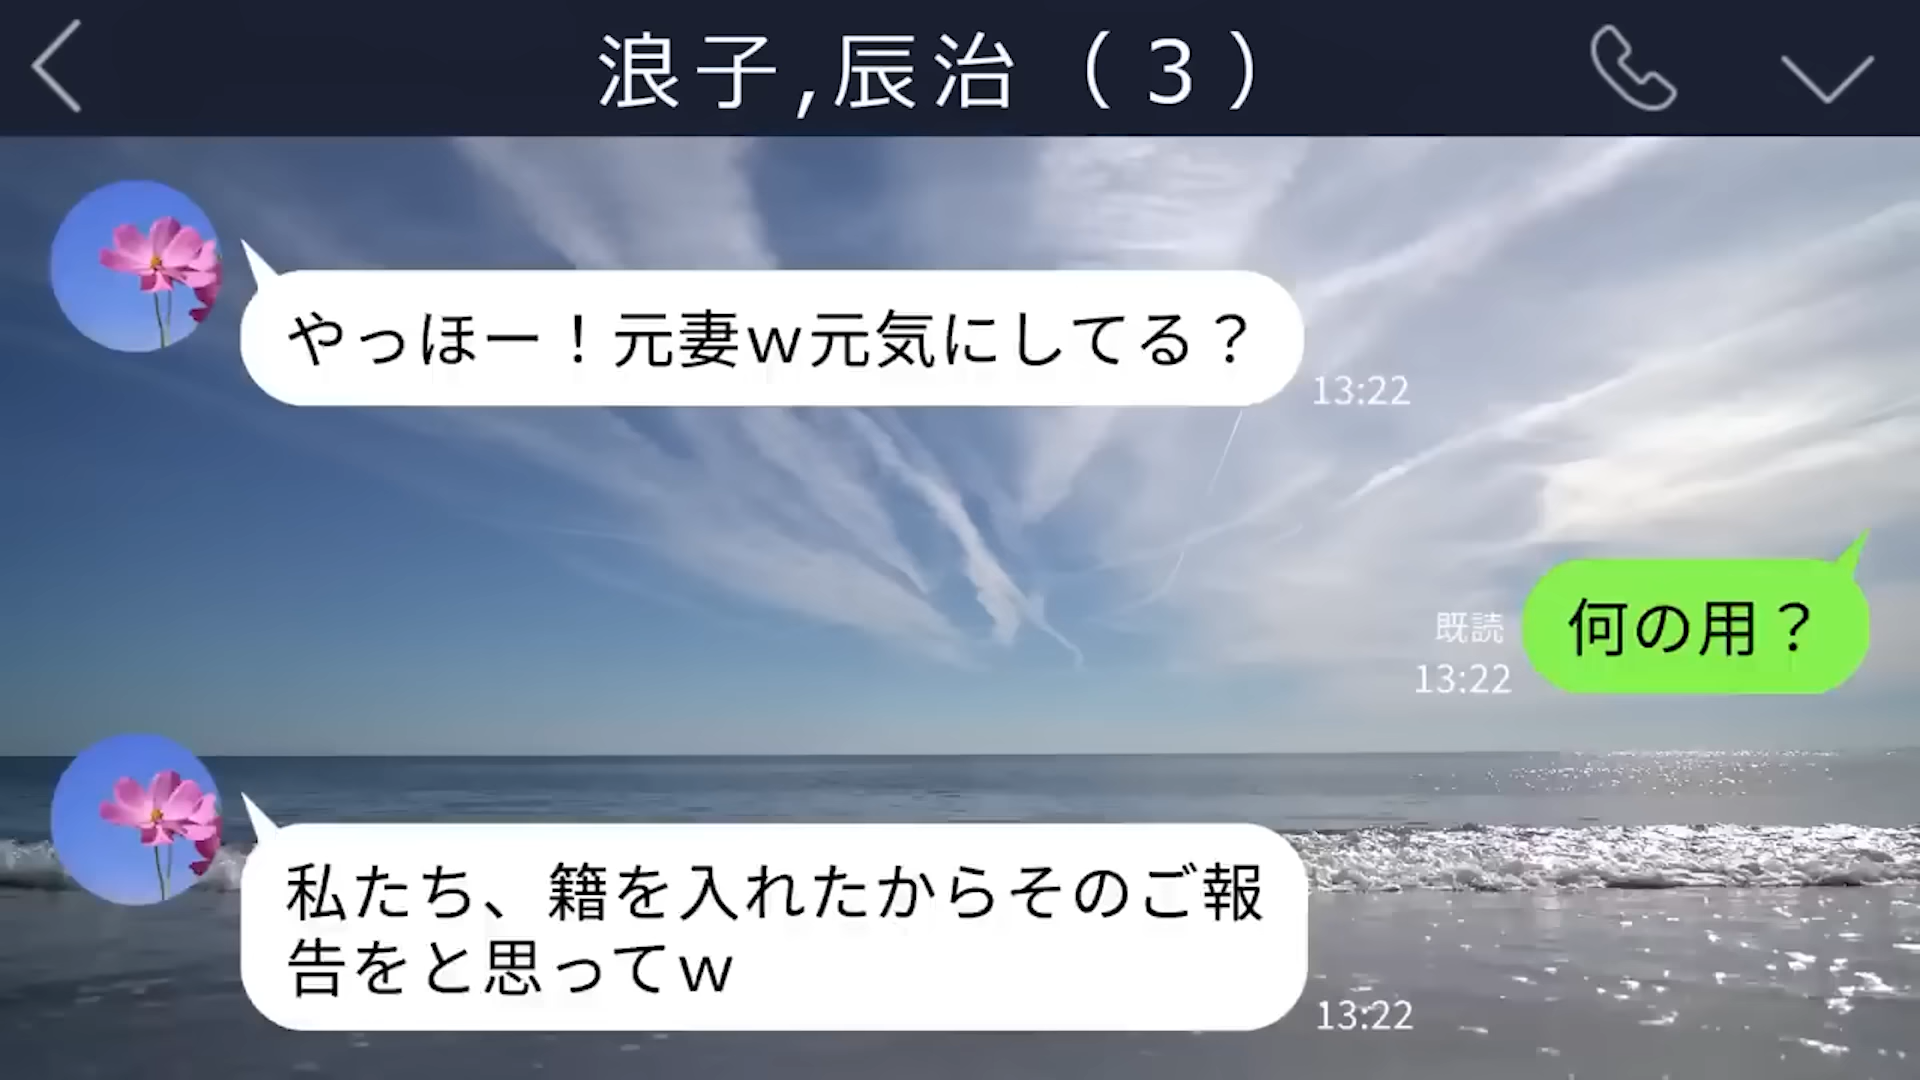 浪子,辰治（３）
やっほー！元妻ｗ元気にしてる？
13:22
何の用？
既読
13:22
私たち、籍を入れたからそのご報
告をと思ってｗ
13:22